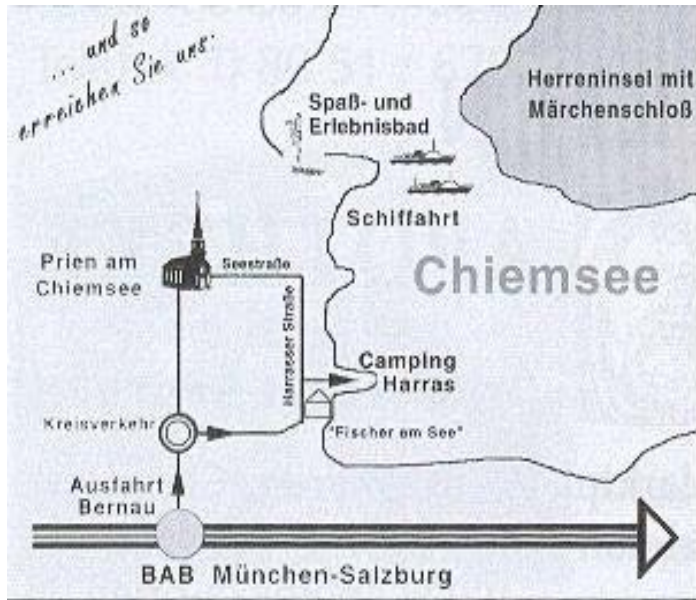 ... und so
erreichen Sie uns:
Herreninsel mit
Märchenschloß
Spaß- und
Erlebnisbad
Schiffahrt
Prien am
Chiemsee
Seestraße
Chiemsee
Harrasser Straße
Camping
Harras
Kreisverkehr
"Fischer am See"
Ausfahrt
Bernau
BAB München-Salzburg